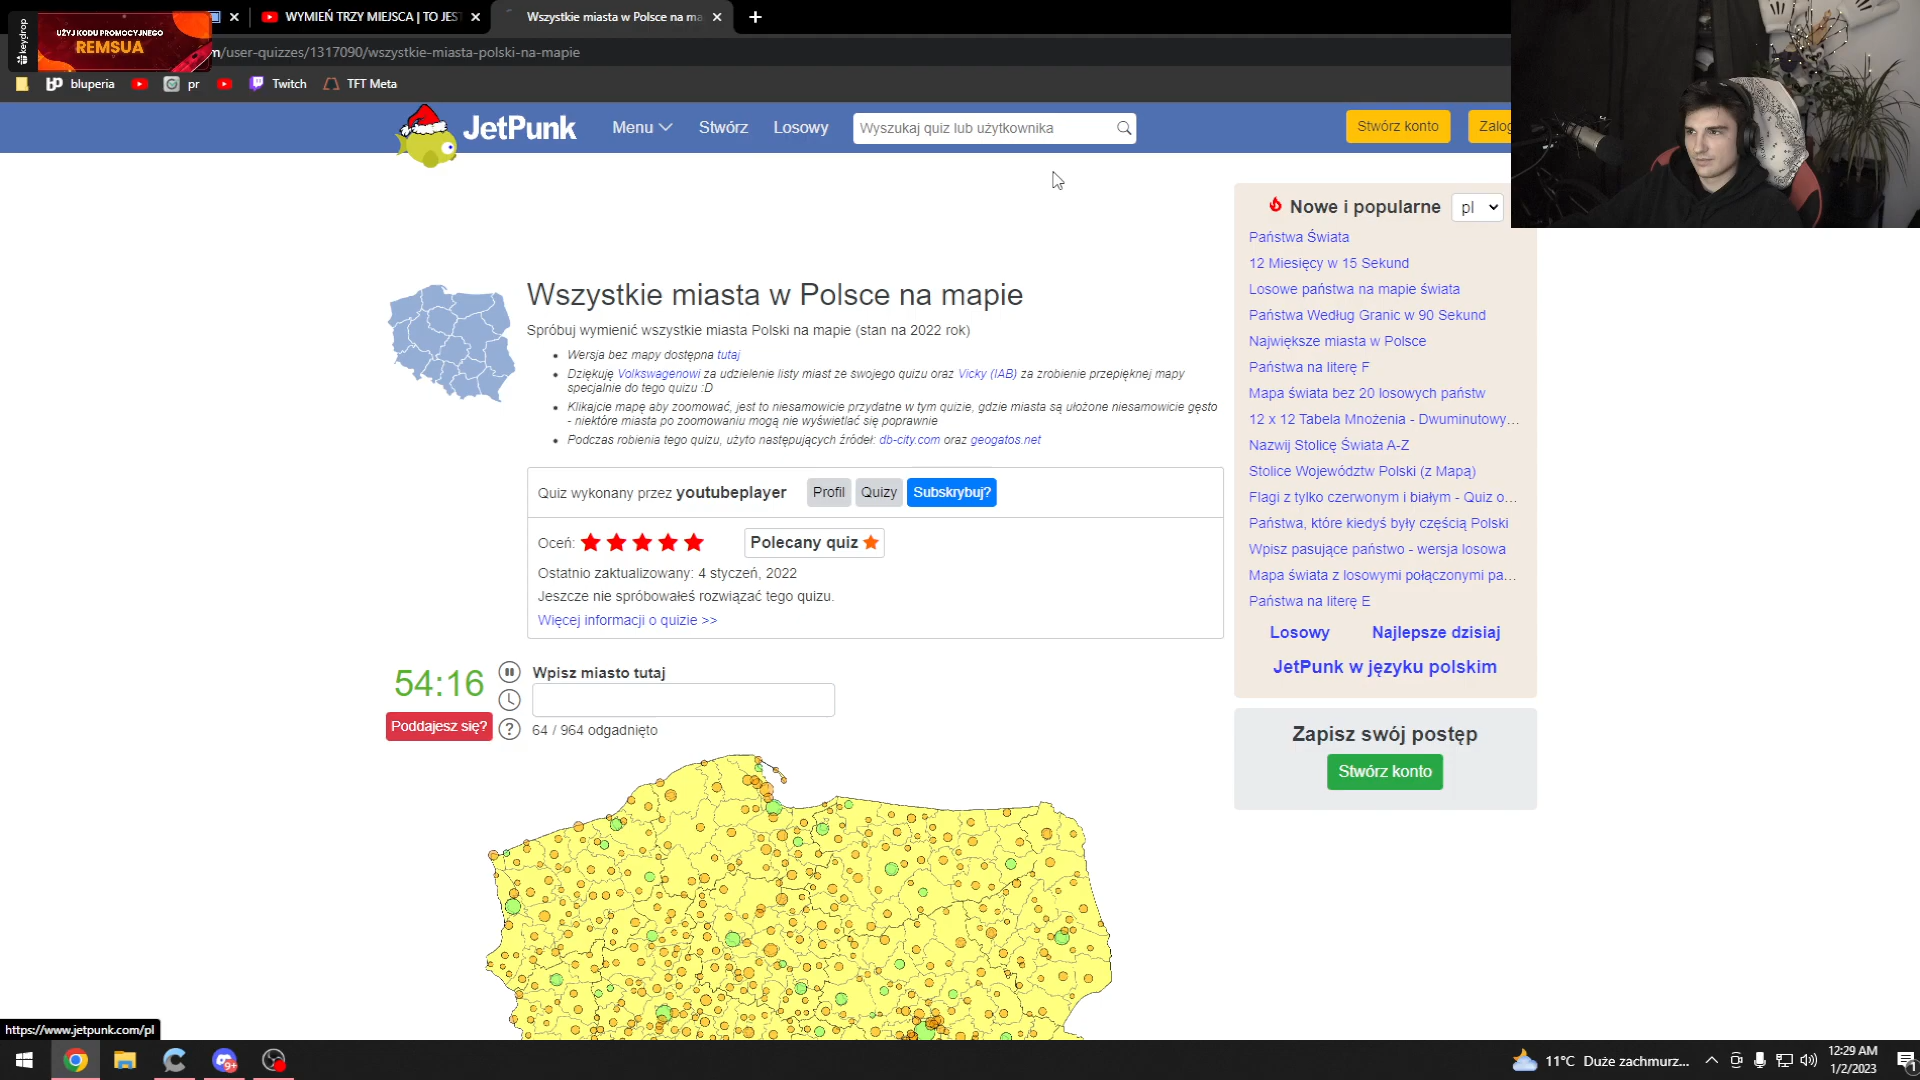 WYMIEŃ TRZY MIEJSCA | TO JEST
Wszystkie miasta w Polsce na ma
keydrop
UŻYJ KODU PROMOCYJNEGO
REMSUA
m/user-quizzes/1317090/wszystkie-miasta-polski-na-mapie
bluperia
pr
Twitch
TFT Meta
JetPunk
Menu
Stwórz
Losowy
Wyszukaj quiz lub użytkownika
Stwórz konto
Zalog
Nowe i popularne
pl
Państwa Świata
12 Miesięcy w 15 Sekund
Losowe państwa na mapie świata
Państwa Według Granic w 90 Sekund
Największe miasta w Polsce
Państwa na literę F
Mapa świata bez 20 losowych państw
12 x 12 Tabela Mnożenia - Dwuminutowy...
Nazwij Stolicę Świata A-Z
Stolice Województw Polski (z Mapą)
Flagi z tylko czerwonym i białym - Quiz o...
Państwa, które kiedyś były częścią Polski
Wpisz pasujące państwo - wersja losowa
Mapa świata z losowymi połączonymi pa...
Państwa na literę E
Losowy
Najlepsze dzisiaj
JetPunk w języku polskim
Zapisz swój postęp
Stwórz konto
Wszystkie miasta w Polsce na mapie
Spróbuj wymienić wszystkie miasta Polski na mapie (stan na 2022 rok)
Wersja bez mapy dostępna tutaj
Dziękuję Volkswagenowi za udzielenie listy miast ze swojego quizu oraz Vicky (IAB) za zrobienie przepięknej mapy
specjalnie do tego quizu :D
Klikajcie mapę aby zoomować, jest to niesamowicie przydatne w tym quizie, gdzie miasta są ułożone niesamowicie gęsto
- niektóre miasta po zoomowaniu mogą nie wyświetlać się poprawnie
Podczas robienia tego quizu, użyto następujących źródeł: db-city.com oraz geogatos.net
Quiz wykonany przez youtubeplayer
Profil
Quizy
Subskrybuj?
Oceń:
Polecany quiz
Ostatnio zaktualizowany: 4 styczeń, 2022
Jeszcze nie spróbowałeś rozwiązać tego quizu.
Więcej informacji o quizie >>
54:16
Poddajesz się?
Wpisz miasto tutaj
64 / 964 odgadnięto
https://www.jetpunk.com/pl
9+
11°C Duże zachmurz...
12:29 AM
1/2/2023
1